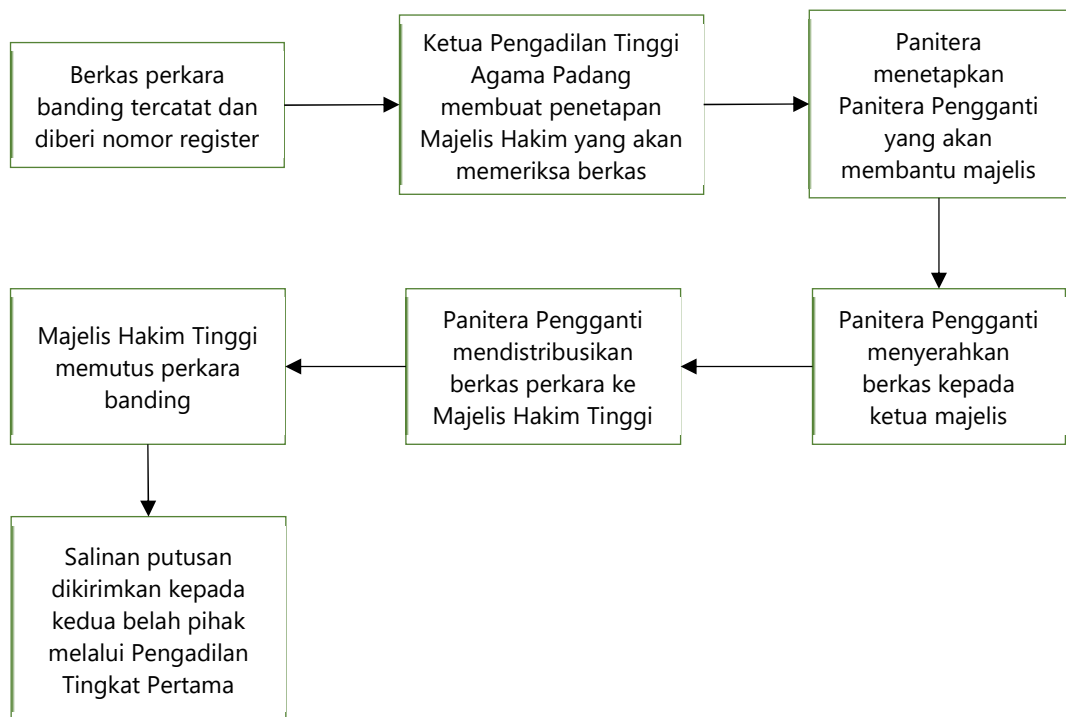 Berkas perkara
banding tercatat dan
diberi nomor register
Ketua Pengadilan Tinggi
Agama Padang
membuat penetapan
Majelis Hakim yang akan
memeriksa berkas
Panitera
menetapkan
Panitera Pengganti
yang akan
membantu majelis
Panitera Pengganti
menyerahkan
berkas kepada
ketua majelis
Panitera Pengganti
mendistribusikan
berkas perkara ke
Majelis Hakim Tinggi
Majelis Hakim Tinggi
memutus perkara
banding
Salinan putusan
dikirimkan kepada
kedua belah pihak
melalui Pengadilan
Tingkat Pertama